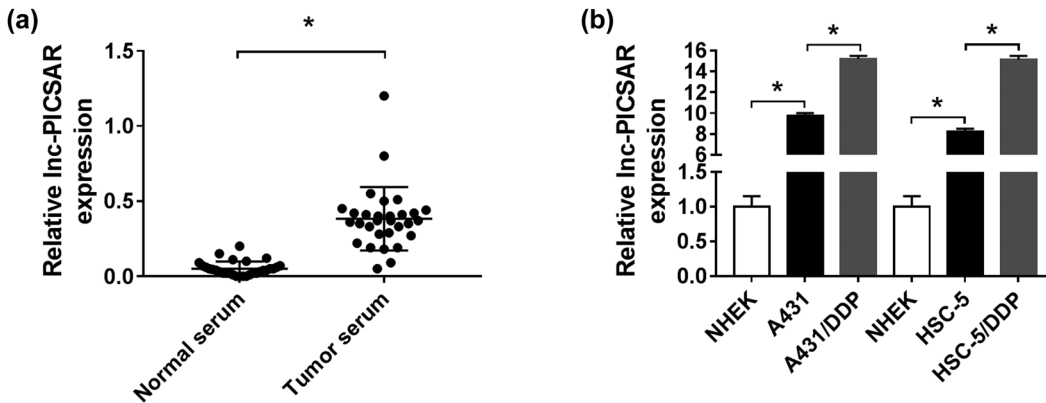 (a)
Relative lnc-PICSAR
expression
1.5
1.0
0.5
0.0
*
Normal serum
Tumor serum
(b)
Relative lnc-PICSAR
expression
16
14
12
10
8
6
1.5
1.0
0.5
0.0
*
*
*
*
NHEK
A431
A431/DDP
NHEK
HSC-5
HSC-5/DDP